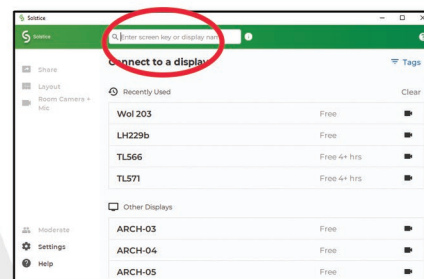 Solstice
Solstice
Enter screen key or display name
Connect to a display
Tags
Share
Layout
Room Camera + Mic
Recently Used
Clear
Wol 203 Free
LH229b Free
TL566 Free 4+ hrs
TL571 Free 4+ hrs
Other Displays
ARCH-03 Free
ARCH-04 Free
ARCH-05 Free
Moderate
Settings
Help